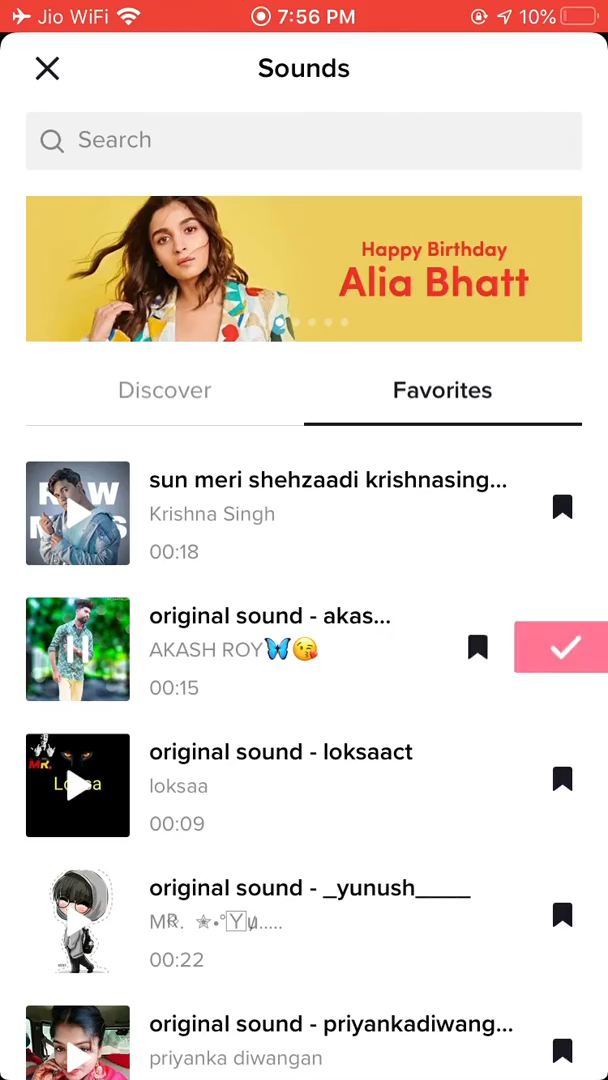 Jio WiFi 7:56 PM 10%
Sounds
Search
Happy Birthday
Alia Bhatt
Discover Favorites
sun meri shehzaadi krishnasing...
Krishna Singh
00:18
original sound - akas...
AKASH ROY🦋😘
00:15
MR.
original sound - loksaact
loksaa
00:09
original sound - _yunush_____
00:22
original sound - priyankadiwang...
priyanka diwangan